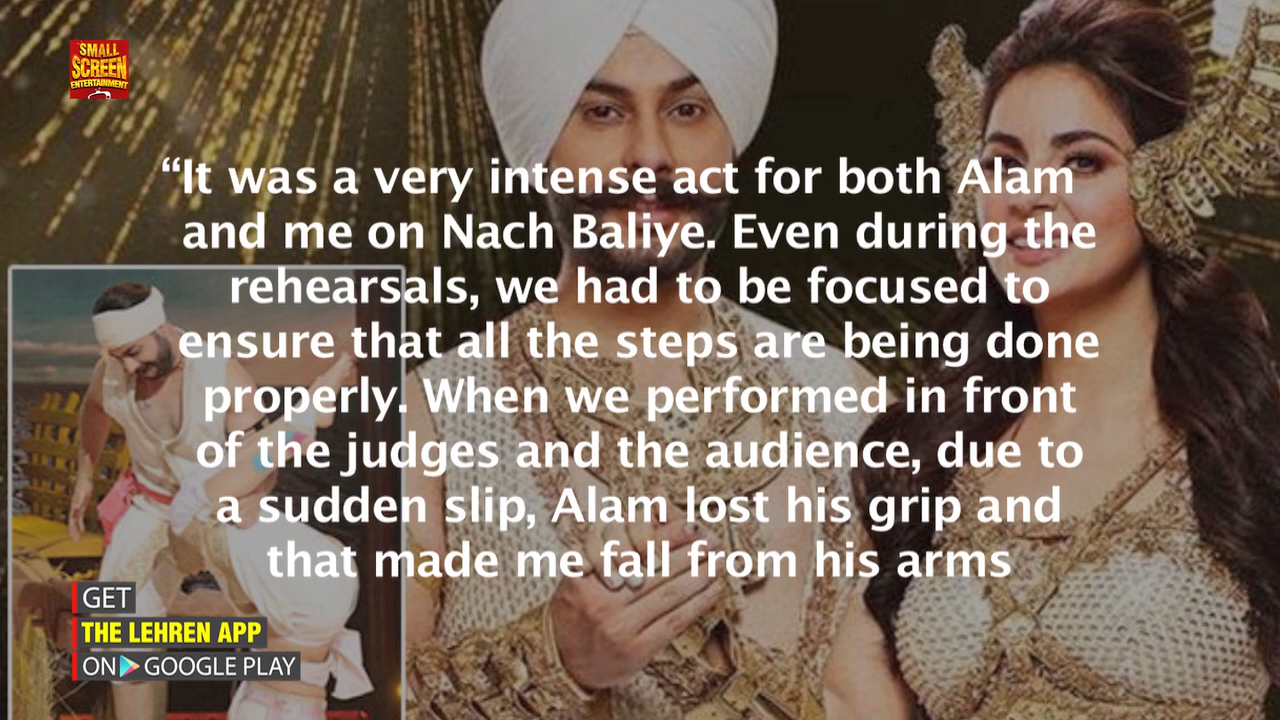 SMALL
SCREEN
ENTERTAINMENT
“It was a very intense act for both Alam
and me on Nach Baliye. Even during the
rehearsals, we had to be focused to
ensure that all the steps are being done
properly. When we performed in front
of the judges and the audience, due to
a sudden slip, Alam lost his grip and
that made me fall from his arms
GET
THE LEHREN APP
ON GOOGLE PLAY